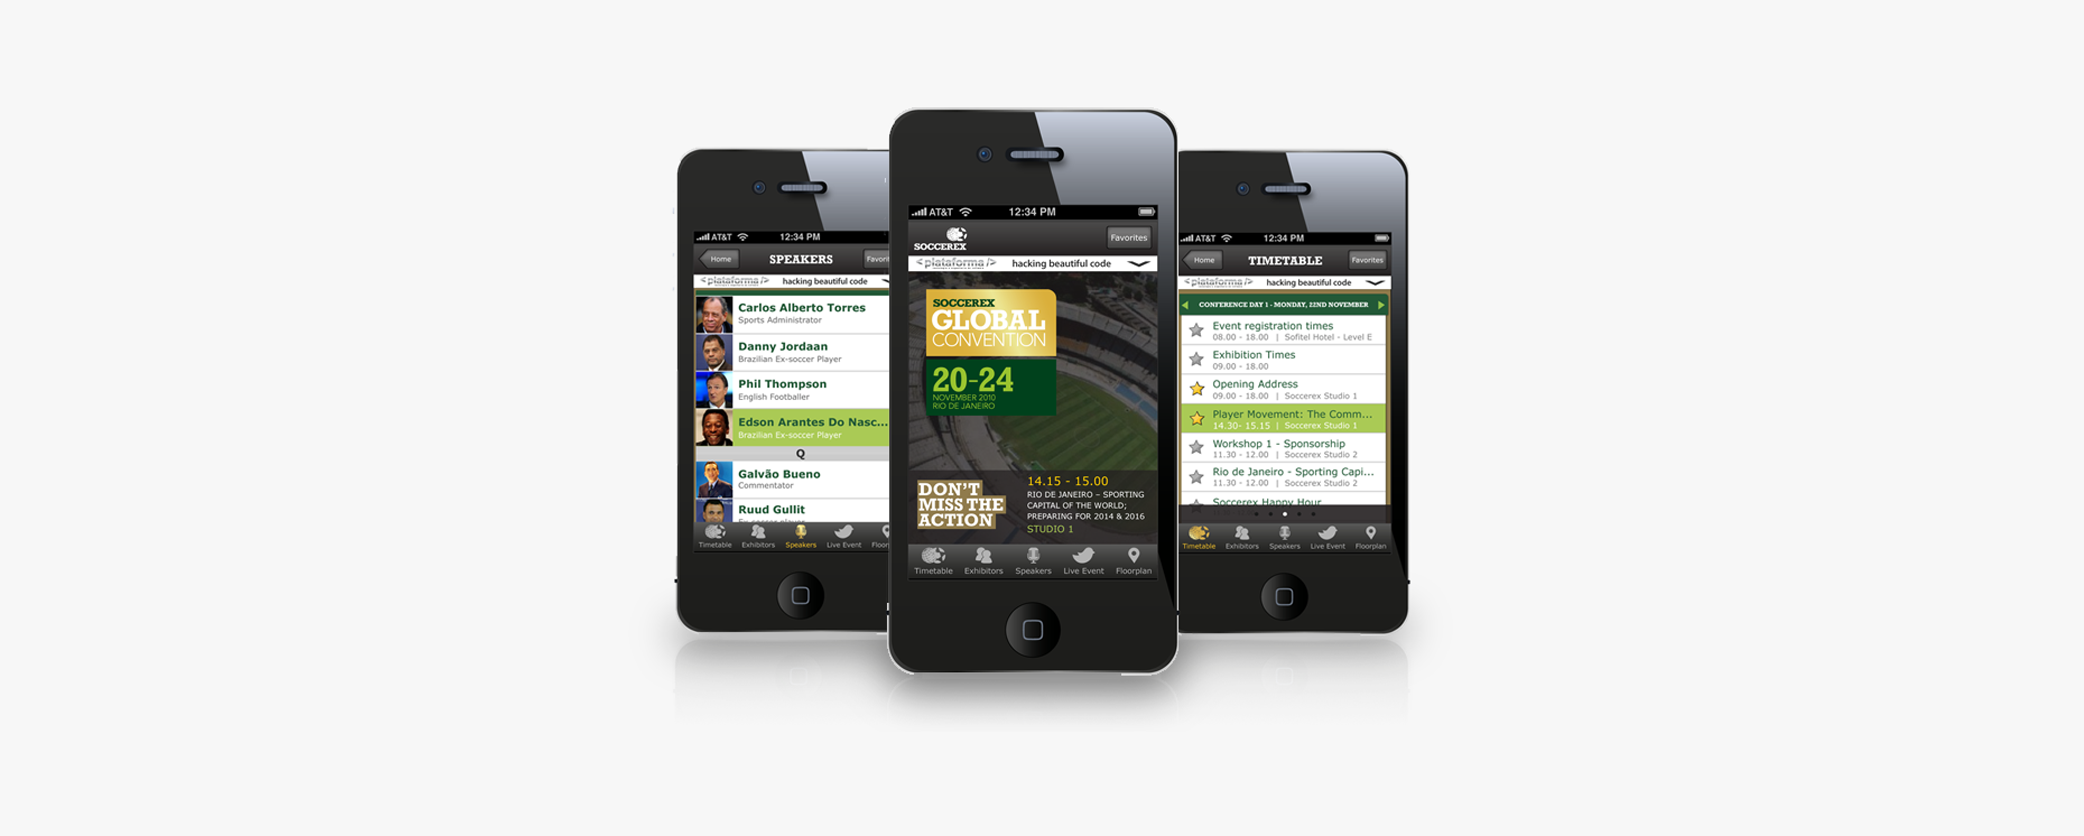 AT&T 12:34 PM
Home SPEAKERS Favori
<plataforma/> hacking beautiful code
Carlos Alberto Torres
Sports Administrator
Danny Jordaan
Brazilian Ex-soccer Player
Phil Thompson
English Footballer
Edson Arantes Do Nasc...
Brazilian Ex-soccer Player
Q
Galvão Bueno
Commentator
Ruud Gullit
Ex-soccer player
Timetable Exhibitors Speakers Live Event Floor
AT&T 12:34 PM
SOCCEREX Favorites
<plataforma/> hacking beautiful code
SOCCEREX
GLOBAL
CONVENTION
20-24
NOVEMBER 2010
RIO DE JANEIRO
DON'T
MISS THE
ACTION
14.15 - 15.00
RIO DE JANEIRO – SPORTING
CAPITAL OF THE WORLD;
PREPARING FOR 2014 & 2016
STUDIO 1
Timetable Exhibitors Speakers Live Event Floorplan
AT&T 12:34 PM
Home TIMETABLE Favorites
<plataforma/> hacking beautiful code
CONFERENCE DAY 1 - MONDAY, 22ND NOVEMBER
Event registration times
08.00 - 18.00 | Sofitel Hotel - Level E
Exhibition Times
09.00 - 18.00
Opening Address
09.00 - 18.00 | Soccerex Studio 1
Player Movement: The Comm...
14.30- 15.15 | Soccerex Studio 1
Workshop 1 - Sponsorship
11.30 - 12.00 | Soccerex Studio 2
Rio de Janeiro - Sporting Capi...
11.30 - 12.00 | Soccerex Studio 2
Soccerex Happy Hour
Timetable Exhibitors Speakers Live Event Floorplan